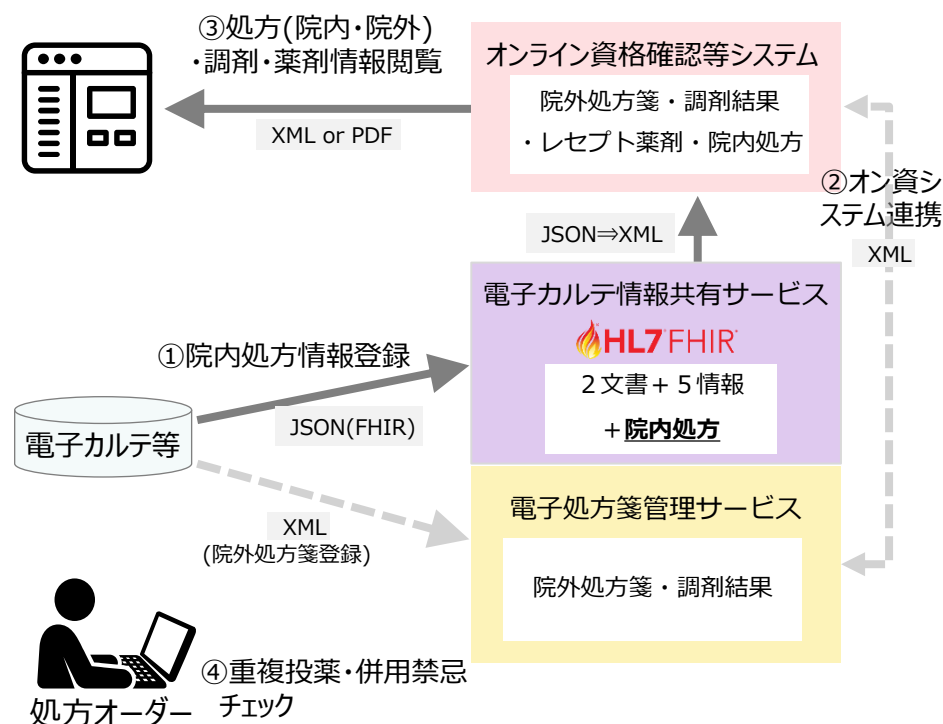 ③処方(院内・院外)
・調剤・薬剤情報閲覧
XML or PDF
オンライン資格確認等システム
院外処方箋・調剤結果
・レセプト薬剤・院内処方
②オン資シ
ステム連携
XML
JSON⇒XML
電子カルテ情報共有サービス
HL7 FHIR
２文書＋５情報
＋院内処方
①院内処方情報登録
JSON(FHIR)
電子カルテ等
XML
(院外処方箋登録)
電子処方箋管理サービス
院外処方箋・調剤結果
④重複投薬・併用禁忌
チェック
処方オーダー